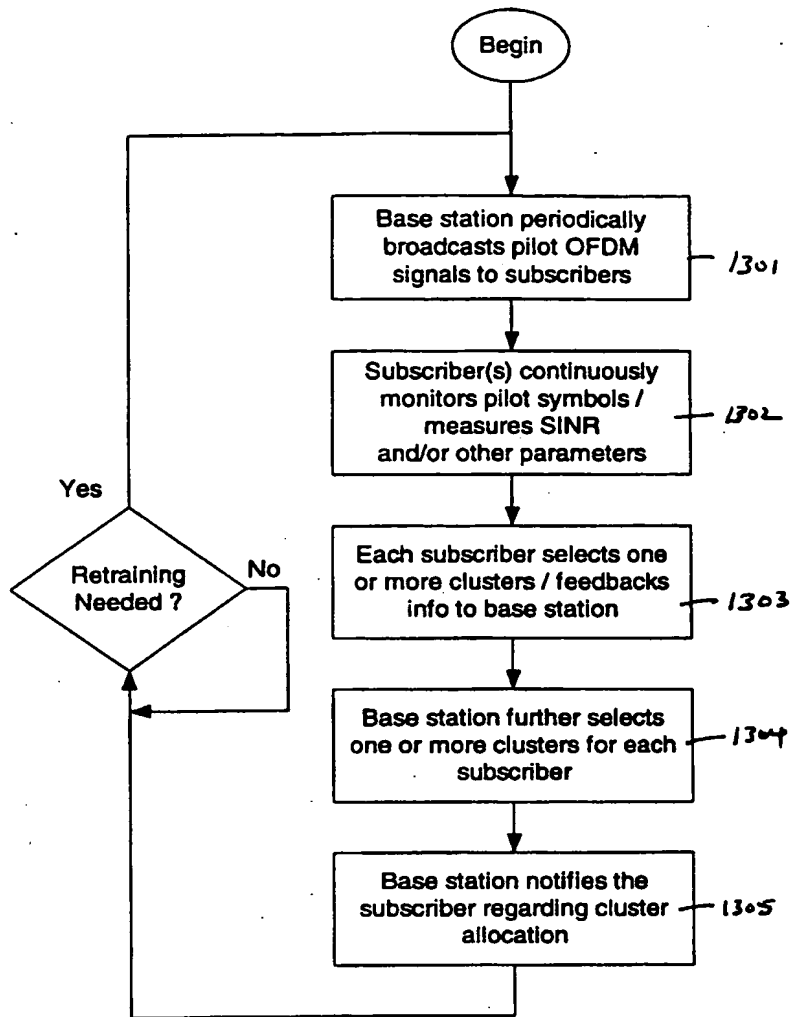 Begin
Base station periodically
broadcasts pilot OFDM
signals to subscribers
1301
Subscriber(s) continuously
monitors pilot symbols /
measures SINR
and/or other parameters
1302
Yes
Retraining
Needed ?
No
Each subscriber selects one
or more clusters / feedbacks
info to base station
1303
Base station further selects
one or more clusters for each
subscriber
1304
Base station notifies the
subscriber regarding cluster
allocation
1305